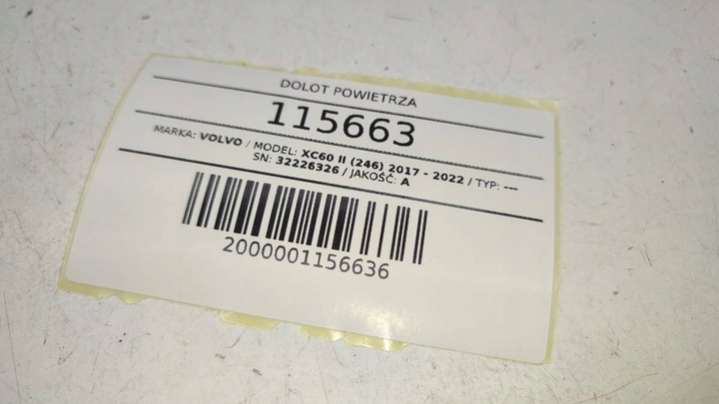 DOLOT POWIETRZA
115663
MARKA: VOLVO / MODEL: XC60 II (246) 2017 - 2022 / TYP: ---
SN: 32226326 / JAKOŚĆ: A
2000001156636